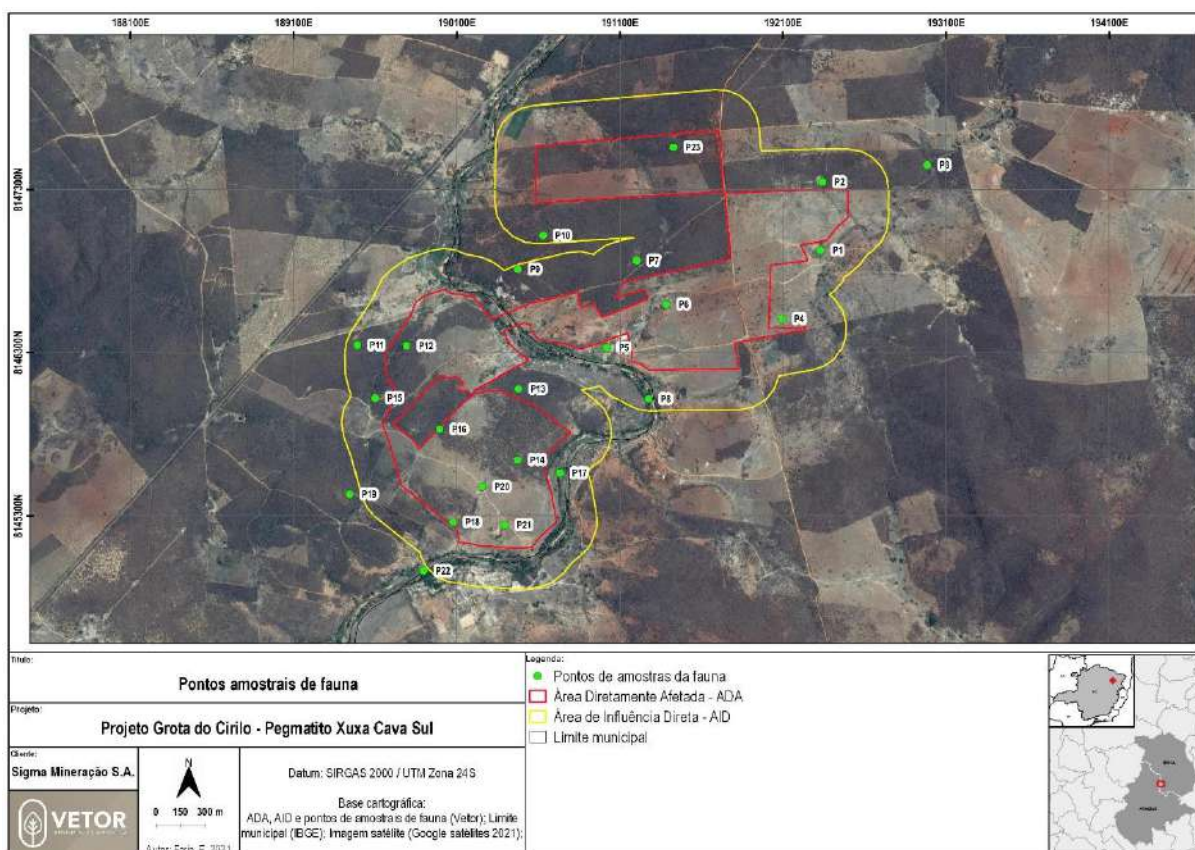 188100E 189100E 190100E 191100E 192100E 193100E 194100E
8147300N
8146300N
8145300N
P23
P3
P2
P10
P1
P9
P7
P6
P4
P11
P12
P5
P13
P15
P8
P16
P14
P17
P20
P19
P18
P21
P22
Título:
Pontos amostrais de fauna
Projeto:
Projeto Grota do Cirilo - Pegmatito Xuxa Cava Sul
Cliente:
Sigma Mineração S.A.
VETOR
N
0 150 300 m
Datum: SIRGAS 2000 / UTM Zona 24S
Base cartográfica:
ADA, AID e pontos de amostras de fauna (Vetor); Limite
municipal (IBGE); Imagem satélite (Google satélites 2021);
Legenda:
Pontos de amostras da fauna
Área Diretamente Afetada - ADA
Área de Influência Direta - AID
Limite municipal